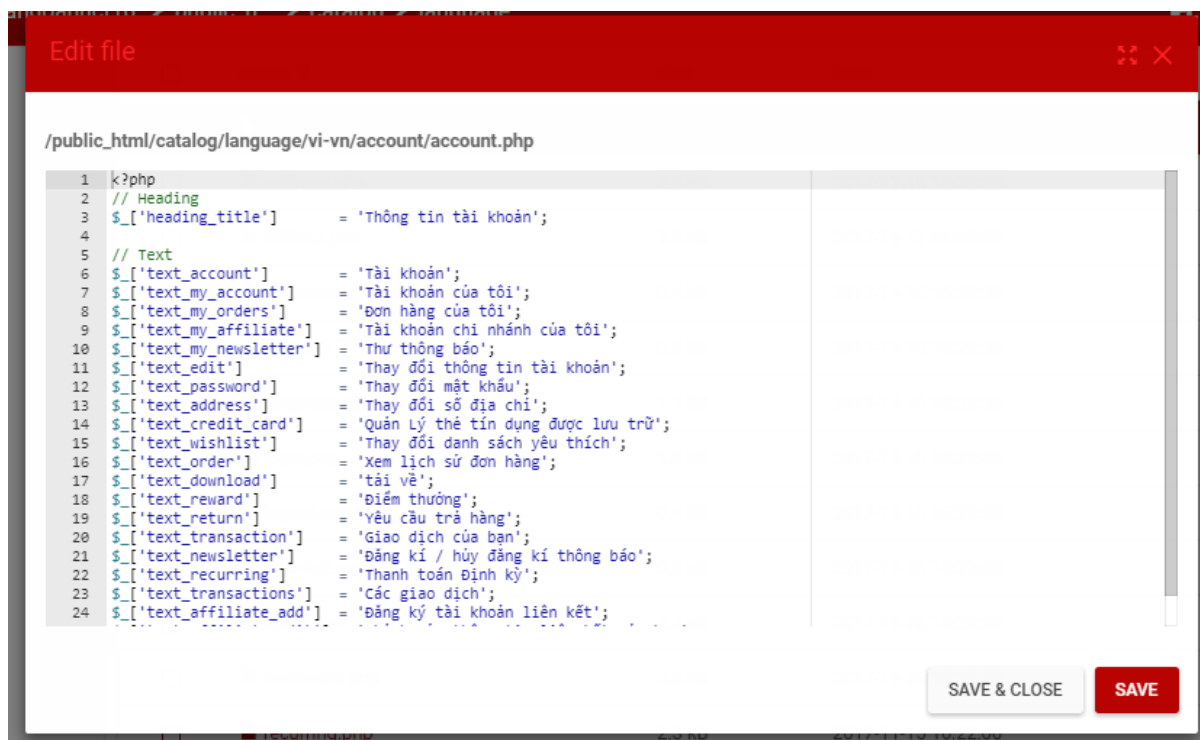 Edit file
/public_html/catalog/language/vi-vn/account/account.php
1 <?php
2 // Heading
3 $_['heading_title'] = 'Thông tin tài khoản';
4
5 // Text
6 $_['text_account'] = 'Tài khoản';
7 $_['text_my_account'] = 'Tài khoản của tôi';
8 $_['text_my_orders'] = 'Đơn hàng của tôi';
9 $_['text_my_affiliate'] = 'Tài khoản chi nhánh của tôi';
10 $_['text_my_newsletter'] = 'Thư thông báo';
11 $_['text_edit'] = 'Thay đổi thông tin tài khoản';
12 $_['text_password'] = 'Thay đổi mật khẩu';
13 $_['text_address'] = 'Thay đổi số địa chỉ';
14 $_['text_credit_card'] = 'Quản Lý thẻ tín dụng được lưu trữ';
15 $_['text_wishlist'] = 'Thay đổi danh sách yêu thích';
16 $_['text_order'] = 'Xem lịch sử đơn hàng';
17 $_['text_download'] = 'tải về';
18 $_['text_reward'] = 'Điểm thưởng';
19 $_['text_return'] = 'Yêu cầu trả hàng';
20 $_['text_transaction'] = 'Giao dịch của bạn';
21 $_['text_newsletter'] = 'Đăng kí / hủy đăng kí thông báo';
22 $_['text_recurring'] = 'Thanh toán Định kỳ';
23 $_['text_transactions'] = 'Các giao dịch';
24 $_['text_affiliate_add'] = 'Đăng ký tài khoản liên kết';
SAVE & CLOSE
SAVE